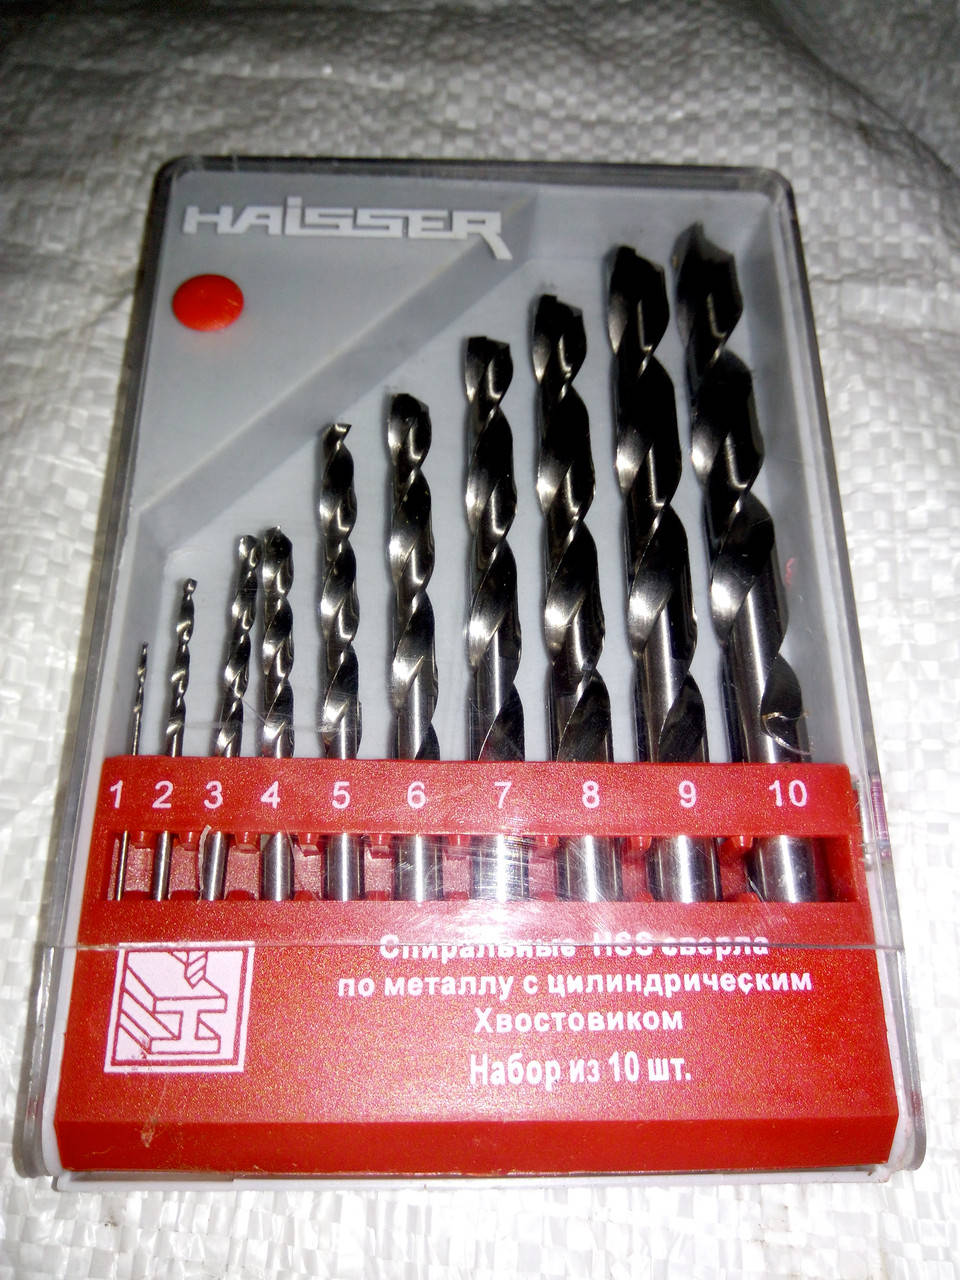 HAISSER
1 2 3 4 5 6 7 8 9 10
Спиральные HSS сверла
по металлу с цилиндрическим
Хвостовиком
Набор из 10 шт.